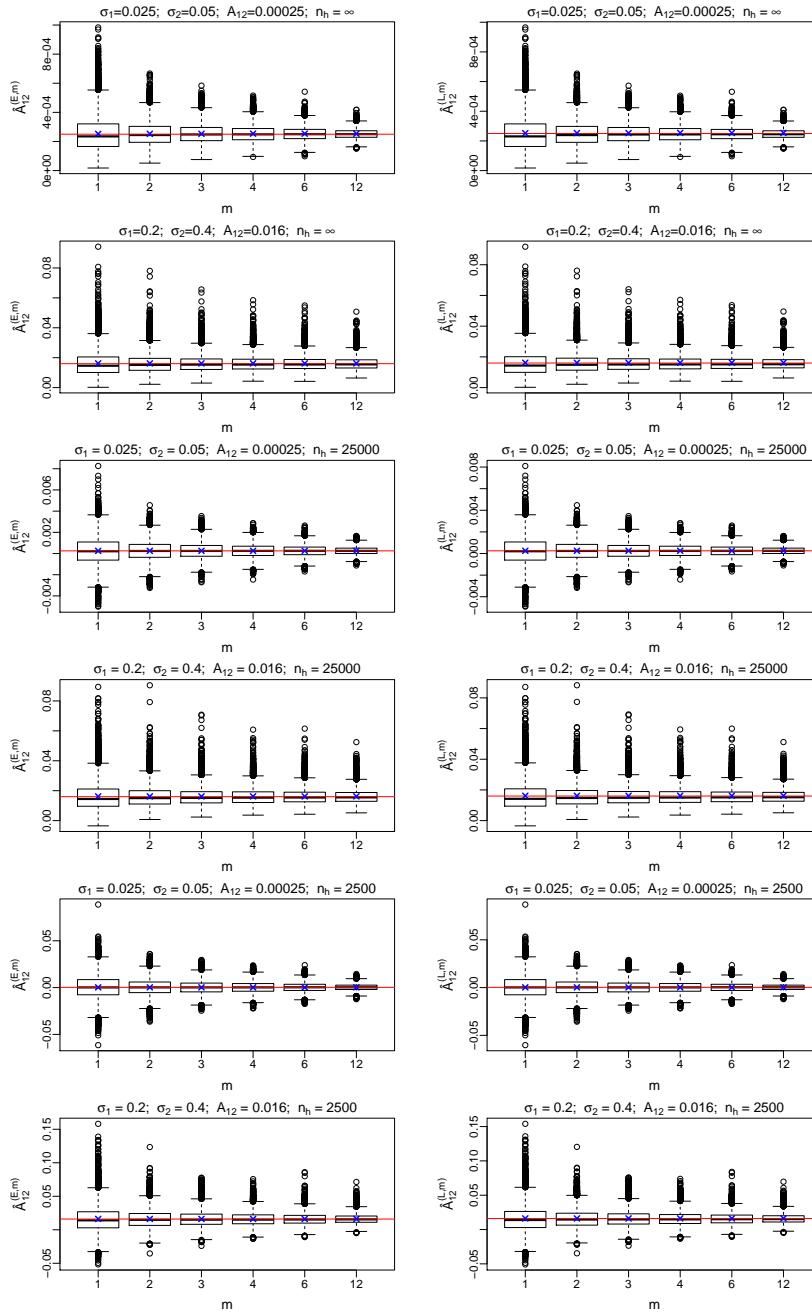 σ₁=0.025; σ₂=0.05; A₁₂=0.00025; nₕ = ∞
Â₁₂^(E,m)
0e+00 4e−04 8e−04
1 2 3 4 6 12
m
σ₁=0.025; σ₂=0.05; A₁₂=0.00025; nₕ = ∞
Â₁₂^(L,m)
0e+00 4e−04 8e−04
1 2 3 4 6 12
m
σ₁=0.2; σ₂=0.4; A₁₂=0.016; nₕ = ∞
Â₁₂^(E,m)
0.00 0.04 0.08
1 2 3 4 6 12
m
σ₁=0.2; σ₂=0.4; A₁₂=0.016; nₕ = ∞
Â₁₂^(L,m)
0.00 0.04 0.08
1 2 3 4 6 12
m
σ₁ = 0.025; σ₂ = 0.05; A₁₂ = 0.00025; nₕ = 25000
Â₁₂^(E,m)
−0.004 0.002 0.006
1 2 3 4 6 12
m
σ₁ = 0.025; σ₂ = 0.05; A₁₂ = 0.00025; nₕ = 25000
Â₁₂^(L,m)
−0.004 0.000 0.004 0.008
1 2 3 4 6 12
m
σ₁ = 0.2; σ₂ = 0.4; A₁₂ = 0.016; nₕ = 25000
Â₁₂^(E,m)
0.00 0.04 0.08
1 2 3 4 6 12
m
σ₁ = 0.2; σ₂ = 0.4; A₁₂ = 0.016; nₕ = 25000
Â₁₂^(L,m)
0.00 0.04 0.08
1 2 3 4 6 12
m
σ₁ = 0.025; σ₂ = 0.05; A₁₂ = 0.00025; nₕ = 2500
Â₁₂^(E,m)
−0.05 0.00 0.05
1 2 3 4 6 12
m
σ₁ = 0.025; σ₂ = 0.05; A₁₂ = 0.00025; nₕ = 2500
Â₁₂^(L,m)
−0.05 0.00 0.05
1 2 3 4 6 12
m
σ₁ = 0.2; σ₂ = 0.4; A₁₂ = 0.016; nₕ = 2500
Â₁₂^(E,m)
−0.05 0.05 0.15
1 2 3 4 6 12
m
σ₁ = 0.2; σ₂ = 0.4; A₁₂ = 0.016; nₕ = 2500
Â₁₂^(L,m)
−0.05 0.05 0.10 0.15
1 2 3 4 6 12
m